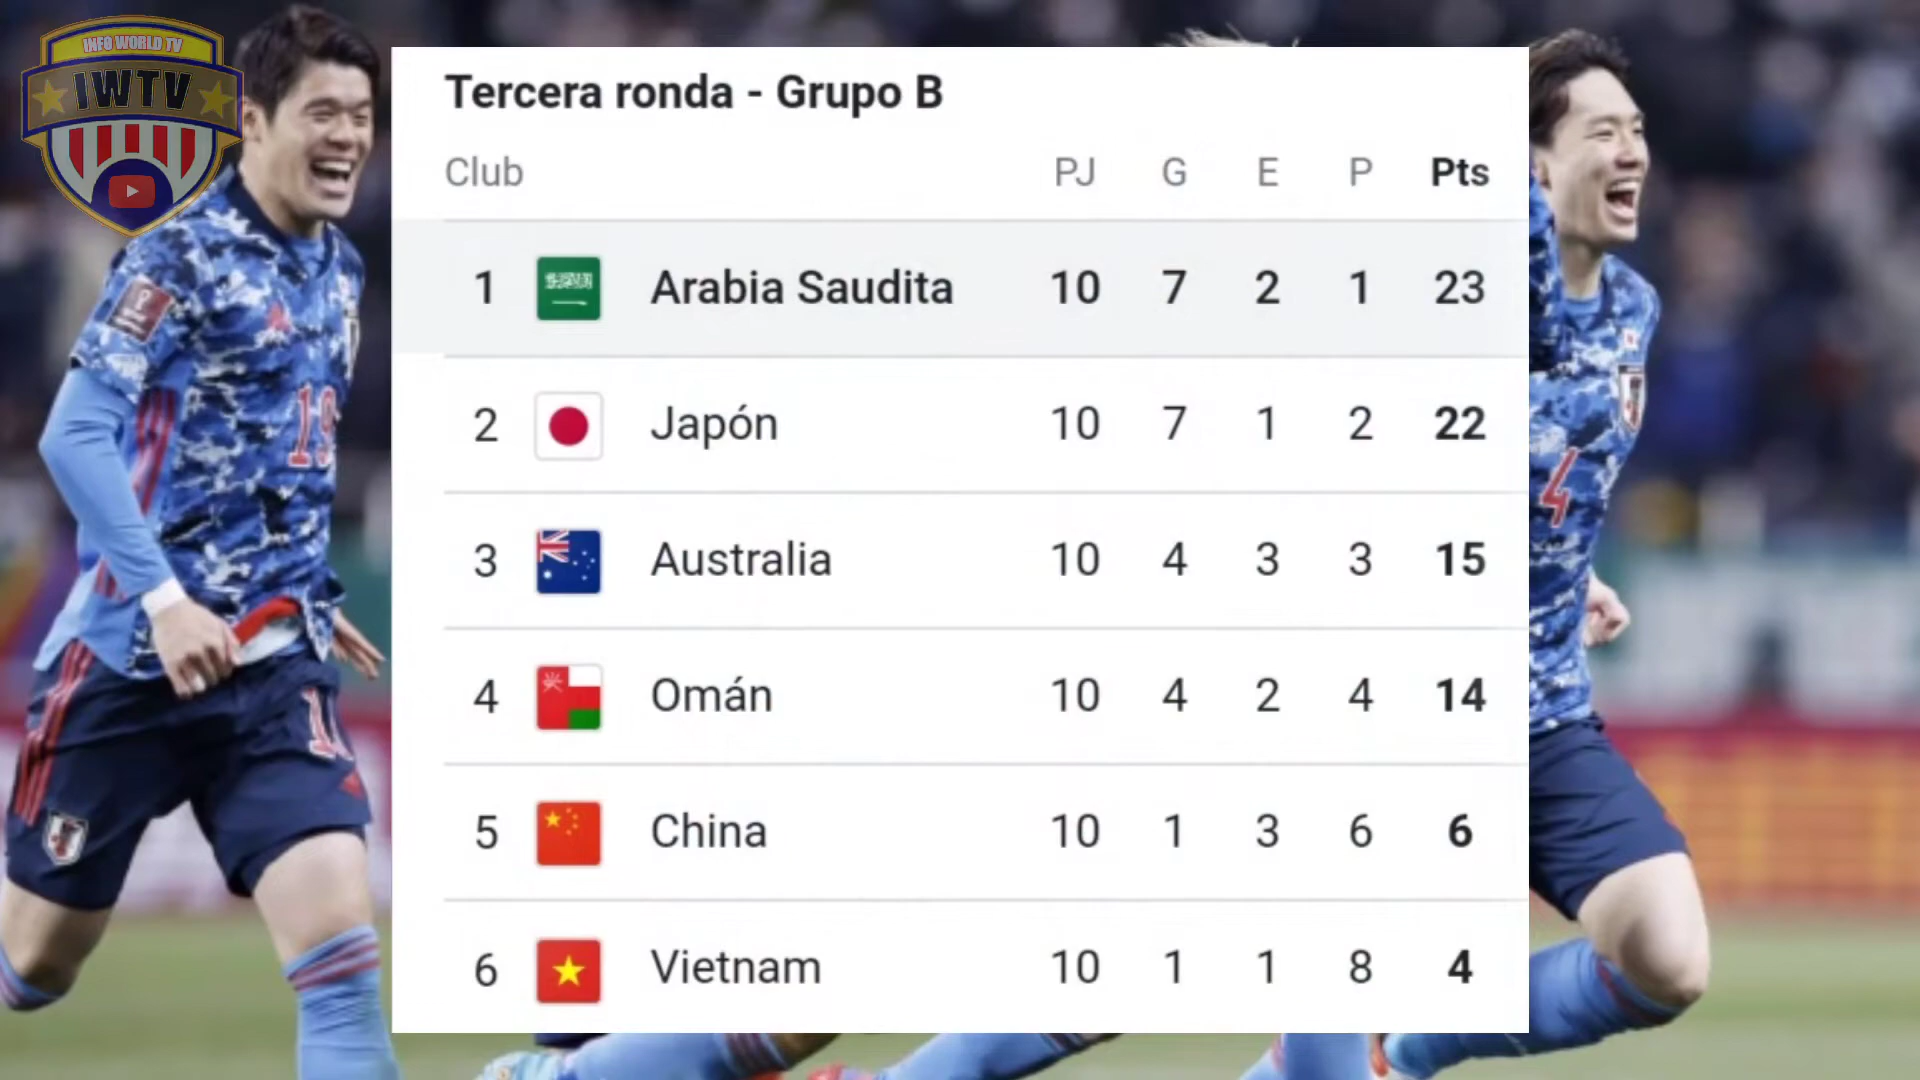 INFO WORLD TV
IWTV
Tercera ronda - Grupo B
Club PJ G E P Pts
1 Arabia Saudita 10 7 2 1 23
2 Japón 10 7 1 2 22
3 Australia 10 4 3 3 15
4 Omán 10 4 2 4 14
5 China 10 1 3 6 6
6 Vietnam 10 1 1 8 4
19
4